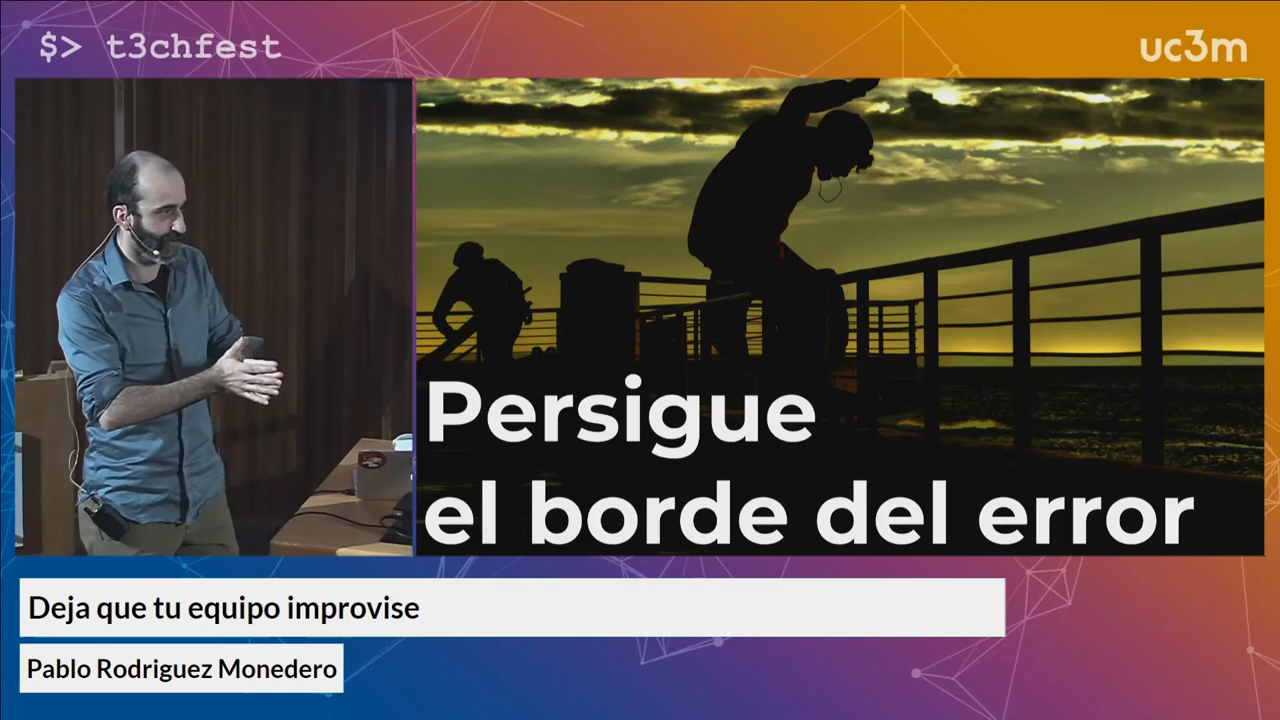 $> t3chfest
uc3m
Persigue
el borde del error
Deja que tu equipo improvise
Pablo Rodriguez Monedero